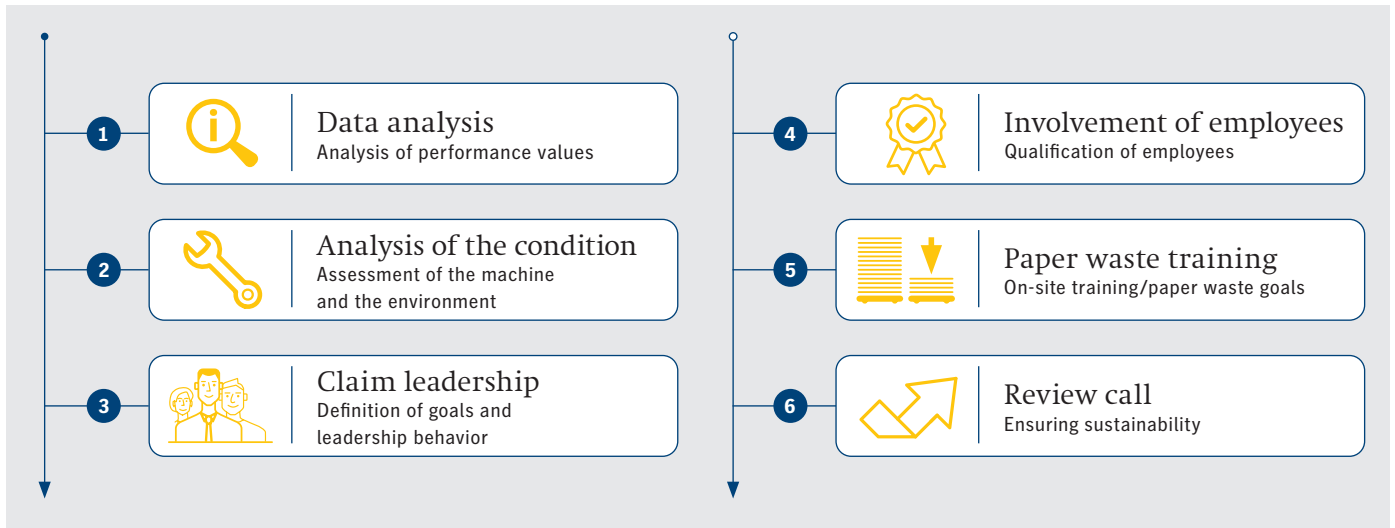 1
Data analysis
Analysis of performance values
2
Analysis of the condition
Assessment of the machine
and the environment
3
Claim leadership
Definition of goals and
leadership behavior
4
Involvement of employees
Qualification of employees
5
Paper waste training
On-site training/paper waste goals
6
Review call
Ensuring sustainability